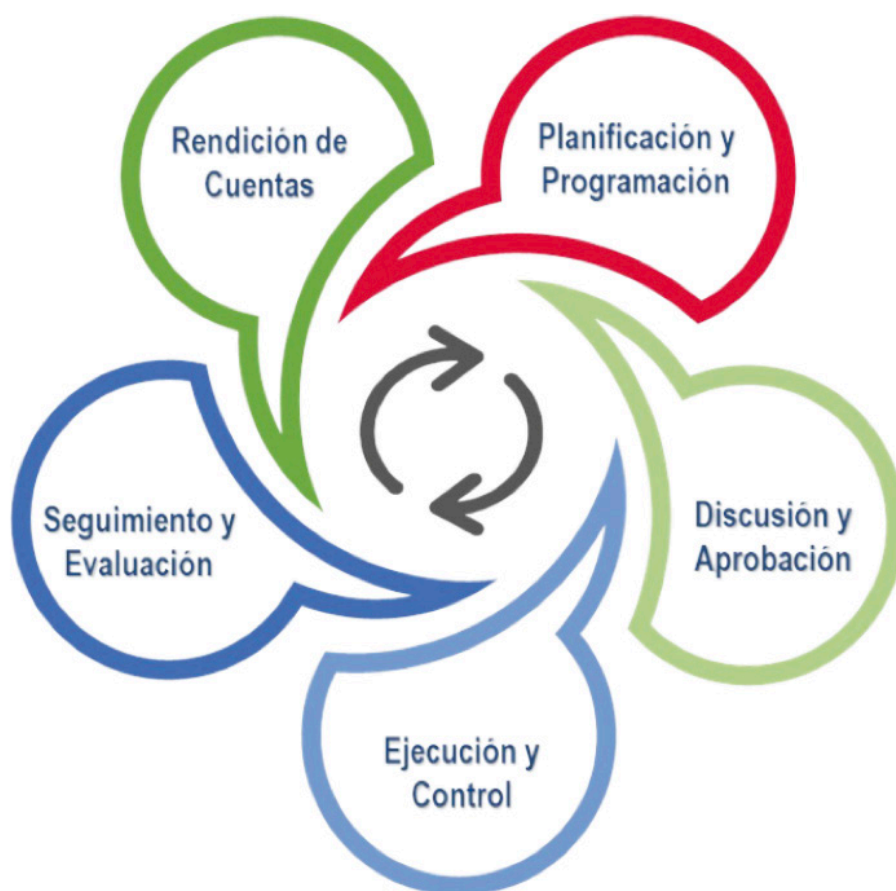 Rendición de
Cuentas
Planificación y
Programación
Discusión y
Aprobación
Ejecución y
Control
Seguimiento y
Evaluación